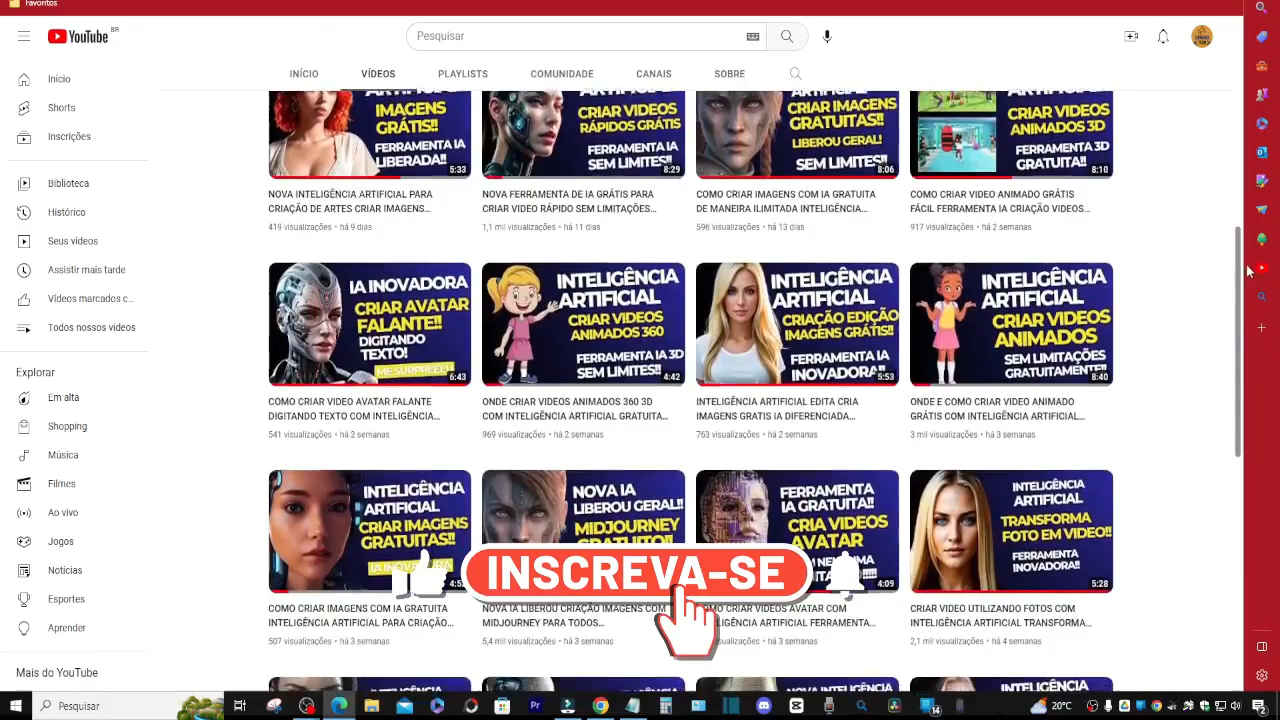 Favoritos
YouTube BR
Pesquisar
INÍCIO
VÍDEOS
PLAYLISTS
COMUNIDADE
CANAIS
SOBRE
Início
Shorts
Inscrições
Biblioteca
Histórico
Seus vídeos
Assistir mais tarde
Vídeos marcados c...
Todos nossos videos
Explorar
Em alta
Shopping
Música
Filmes
Ao vivo
Jogos
Notícias
Esportes
Aprender
Mais do YouTube
IMAGENS
GRÁTIS!!
FERRAMENTA IA
LIBERADA!!
5:33
NOVA INTELIGÊNCIA ARTIFICIAL PARA
CRIAÇÃO DE ARTES CRIAR IMAGENS...
419 visualizações • há 9 dias
CRIAR VIDEOS
RÁPIDOS GRÁTIS
FERRAMENTA IA
SEM LIMITES!!
8:29
NOVA FERRAMENTA DE IA GRÁTIS PARA
CRIAR VIDEO RÁPIDO SEM LIMITAÇÕES...
1,1 mil visualizações • há 11 dias
CRIAR IMAGENS
GRATUITAS!!
LIBEROU GERAL!
SEM LIMITES!!
8:06
COMO CRIAR IMAGENS COM IA GRATUITA
DE MANEIRA ILIMITADA INTELIGÊNCIA...
596 visualizações • há 13 dias
CRIAR VIDEOS
ANIMADOS 3D
FERRAMENTA 3D
GRATUITA!!
8:10
COMO CRIAR VIDEO ANIMADO GRÁTIS
FÁCIL FERRAMENTA IA CRIAÇÃO VIDEOS...
917 visualizações • há 2 semanas
IA INOVADORA
CRIAR AVATAR
FALANTE!!
DIGITANDO
TEXTO!
ME SURPREEU
6:43
COMO CRIAR VIDEO AVATAR FALANTE
DIGITANDO TEXTO COM INTELIGÊNCIA...
541 visualizações • há 2 semanas
INTELIGÊNCIA
ARTIFICIAL
CRIAR VIDEOS
ANIMADOS 360
FERRAMENTA IA 3D
SEM LIMITES!!
4:42
ONDE CRIAR VIDEOS ANIMADOS 360 3D
COM INTELIGÊNCIA ARTIFICIAL GRATUITA...
969 visualizações • há 2 semanas
INTELIGÊNCIA
ARTIFICIAL
CRIAÇÃO EDIÇÃO
IMAGENS GRÁTIS!!
FERRAMENTA IA
INOVADORA!
5:53
INTELIGÊNCIA ARTIFICIAL EDITA CRIA
IMAGENS GRATIS IA DIFERENCIADA...
763 visualizações • há 2 semanas
INTELIGÊNCIA
ARTIFICIAL
CRIAR VIDEOS
ANIMADOS
SEM LIMITAÇÕES
GRATUITAMENTE!
8:40
ONDE E COMO CRIAR VIDEO ANIMADO
GRÁTIS COM INTELIGÊNCIA ARTIFICIAL...
3 mil visualizações • há 3 semanas
INTELIGÊNCIA
ARTIFICIAL
CRIAR IMAGENS
GRATUITAS!!
IA INOVADORA
COMO CRIAR IMAGENS COM IA GRATUITA
INTELIGÊNCIA ARTIFICIAL PARA CRIAÇÃO...
507 visualizações • há 3 semanas
NOVA IA
LIBEROU GERAL!!
MIDJOURNEY
GRATUITO!!
NOVA IA LIBEROU CRIAÇÃO IMAGENS COM
MIDJOURNEY PARA TODOS...
5,4 mil visualizações • há 3 semanas
FERRAMENTA
IA GRATUITA!!
CRIA VIDEOS
AVATAR
4:09
CRIAR VIDEOS AVATAR COM
FERRAMENTA...
há 3 semanas
INTELIGÊNCIA
ARTIFICIAL
TRANSFORMA
FOTO EM VIDEO!!
FERRAMENTA
INOVADORA!
5:28
CRIAR VIDEO UTILIZANDO FOTOS COM
INTELIGÊNCIA ARTIFICIAL TRANSFORMA...
2,1 mil visualizações • há 4 semanas
INSCREVA-SE
Pesquisar
20°C